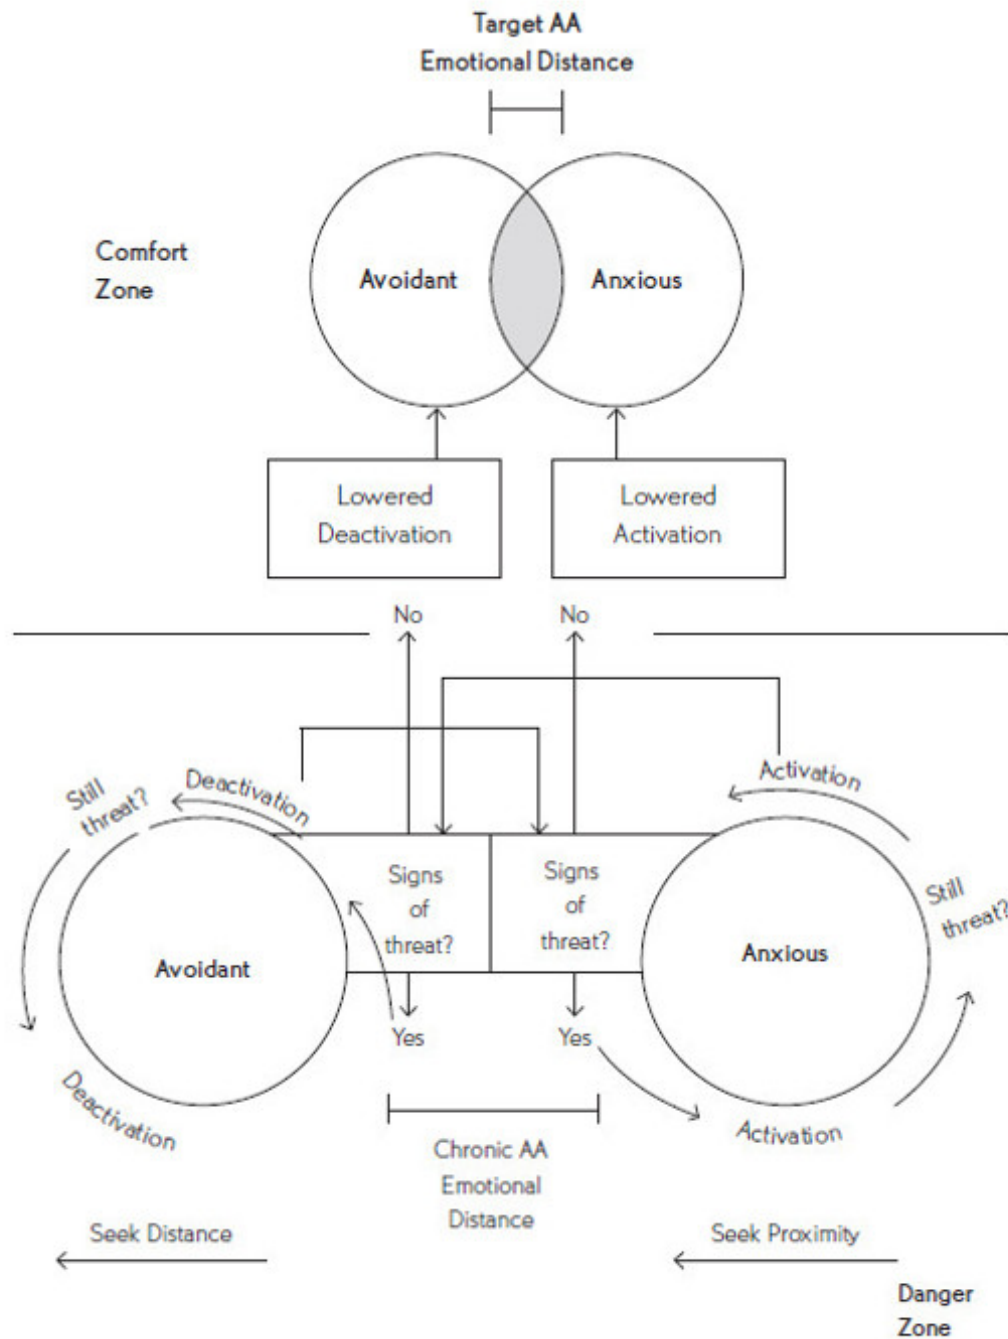 Target AA
Emotional Distance
Comfort
Zone
Avoidant
Anxious
Lowered
Deactivation
Lowered
Activation
No
No
Still
threat?
Deactivation
Activation
Signs
of
threat?
Signs
of
threat?
Still
threat?
Avoidant
Anxious
Yes
Yes
Deactivation
Activation
Chronic AA
Emotional
Distance
Seek Distance
Seek Proximity
Danger
Zone